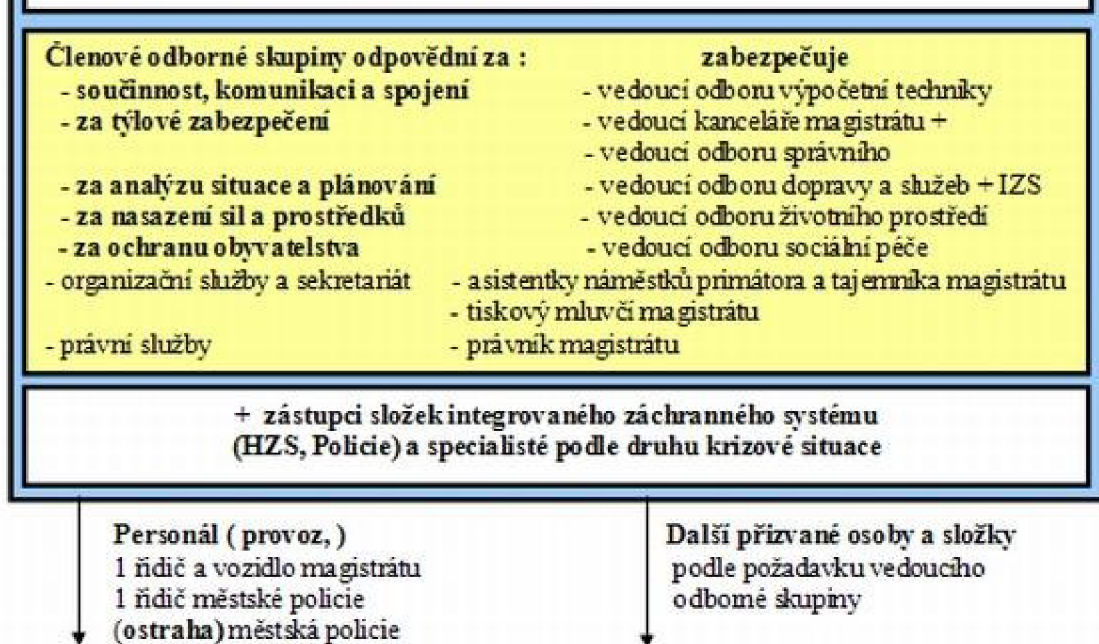 Členové odborné skupiny odpovědní za : zabezpečuje
- součinnost, komunikaci a spojení - vedoucí odboru výpočetní techniky
- za týlové zabezpečení - vedoucí kanceláře magistrátu +
- vedoucí odboru správního
- za analýzu situace a plánování - vedoucí odboru dopravy a služeb + IZS
- za nasazení sil a prostředků - vedoucí odboru životního prostředí
- za ochranu obyvatelstva - vedoucí odboru sociální péče
- organizační služby a sekretariát - asistentky náměstků primátora a tajemníka magistrátu
- tiskový mluvčí magistrátu
- právní služby - právník magistrátu
+ zástupci složek integrovaného záchranného systému
(HZS, Policie) a specialisté podle druhu krizové situace
Personál ( provoz, )
1 řidič a vozidlo magistrátu
1 řidič městské policie
(ostraha) městská policie
Další přizvané osoby a složky
podle požadavku vedoucího
odborné skupiny